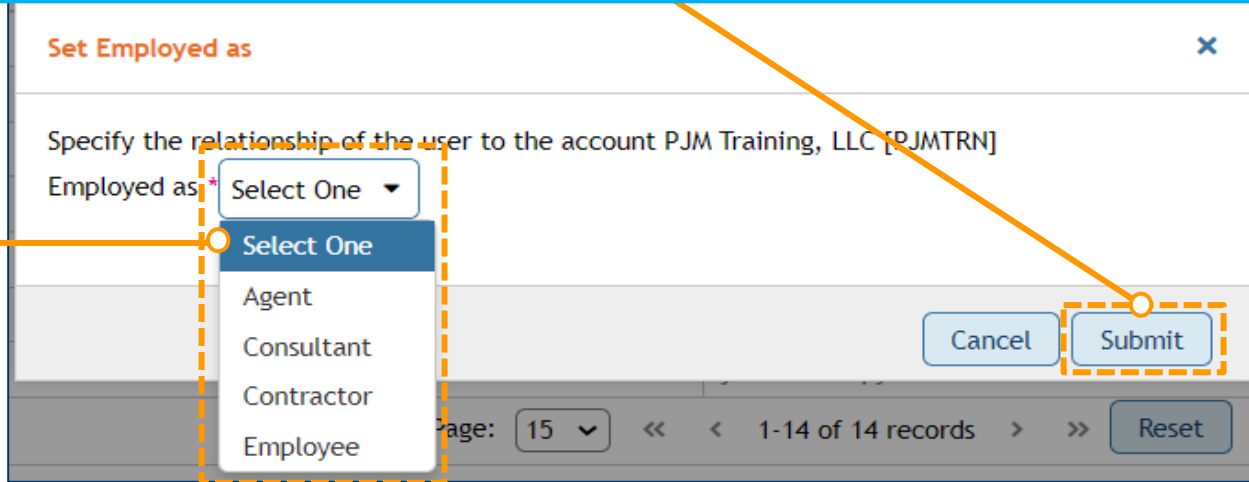 Set Employed as ×
Specify the relationship of the user to the account PJM Training, LLC [PJMTRN]
Employed as * Select One
Select One
Agent
Consultant
Contractor
Employee
Cancel Submit
Page: 15 « < 1-14 of 14 records > » Reset